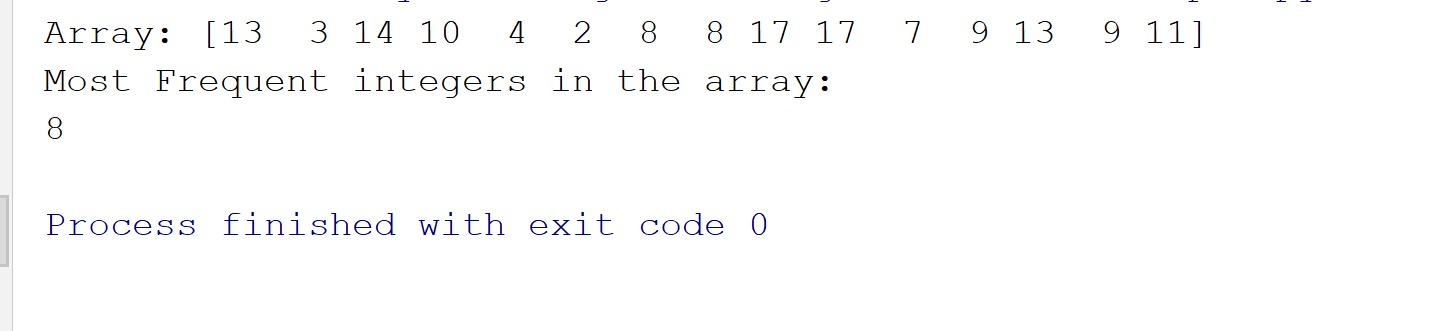 Array: [13  3 14 10  4  2  8  8 17 17  7  9 13  9 11]
Most Frequent integers in the array:
8
Process finished with exit code 0